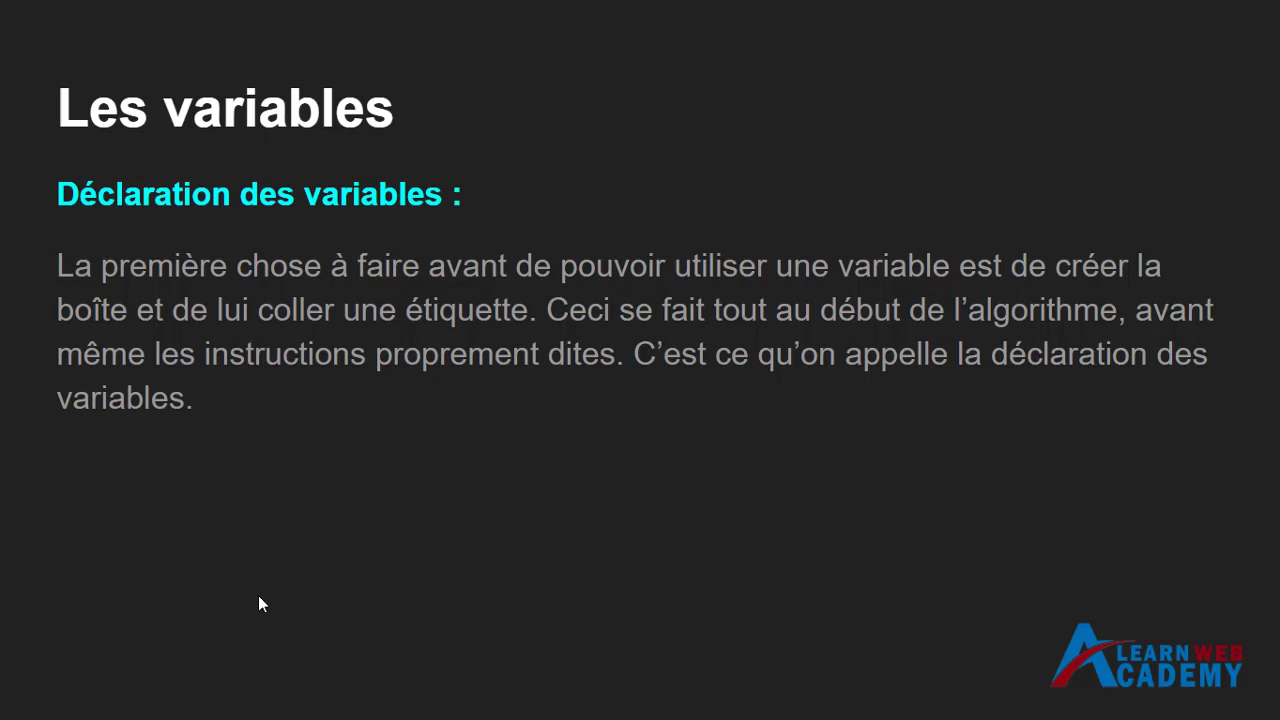 Les variables
Déclaration des variables :
La première chose à faire avant de pouvoir utiliser une variable est de créer la
boîte et de lui coller une étiquette. Ceci se fait tout au début de l’algorithme, avant
même les instructions proprement dites. C’est ce qu’on appelle la déclaration des
variables.
LEARN WEB
ACADEMY